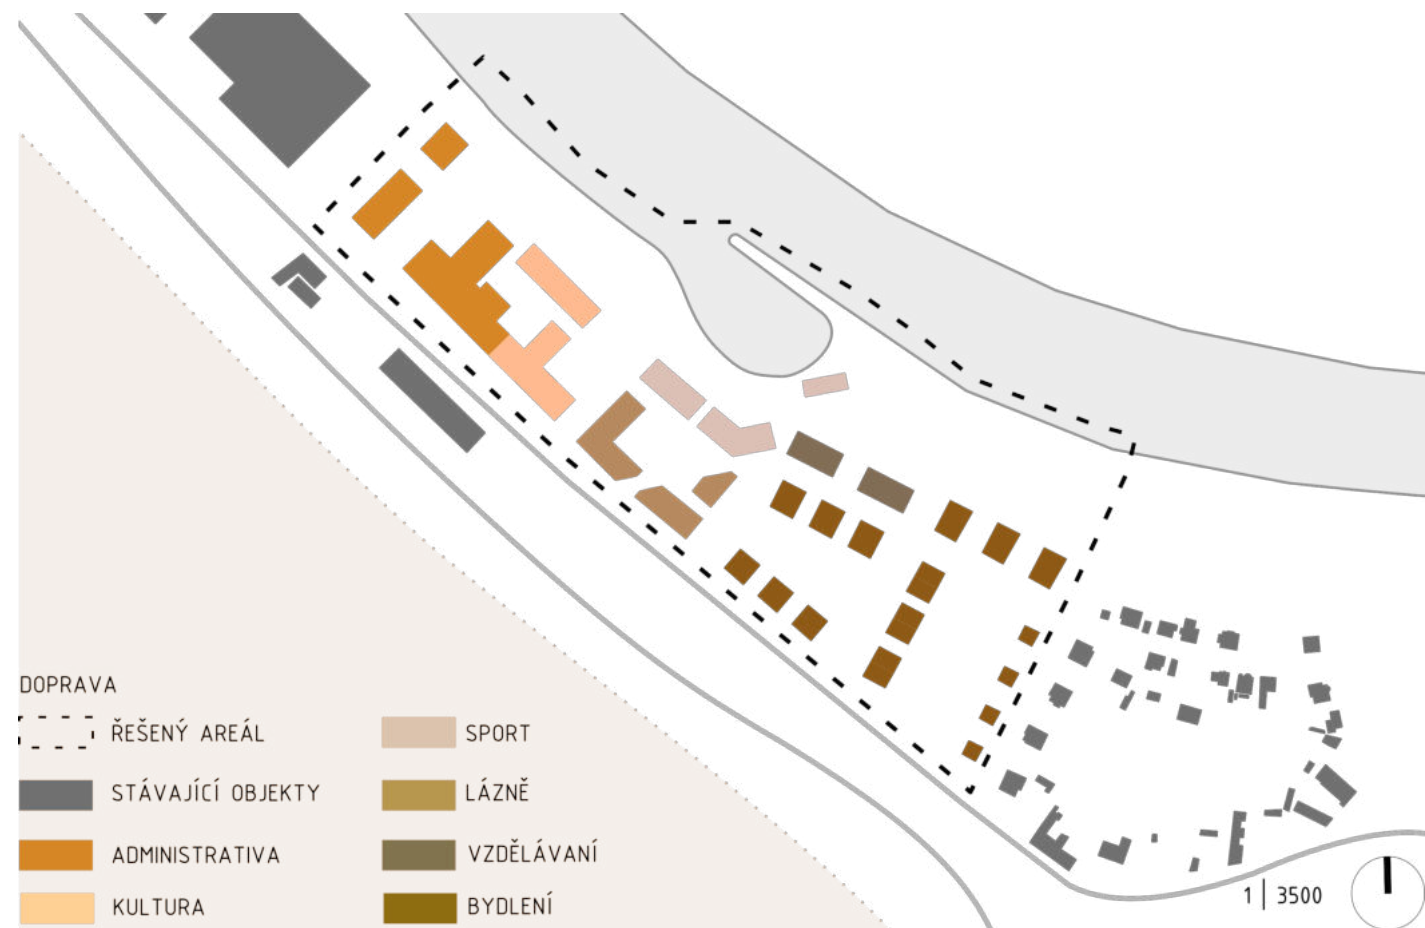 DOPRAVA
ŘEŠENÝ AREÁL
STÁVAJÍCÍ OBJEKTY
ADMINISTRATIVA
KULTURA
SPORT
LÁZNĚ
VZDĚLÁVANÍ
BYDLENÍ
1 | 3500